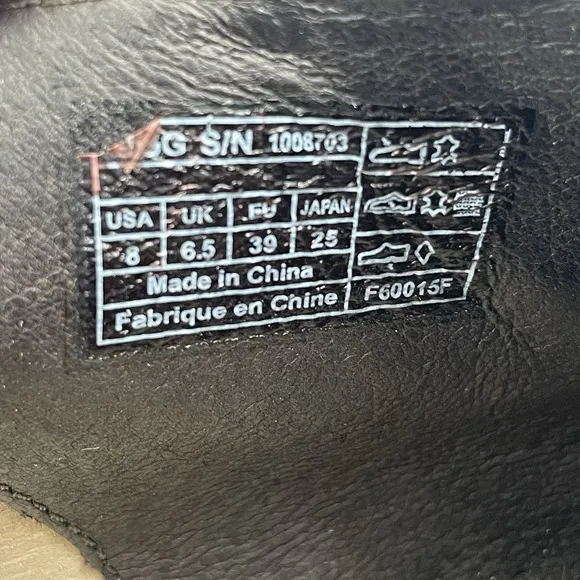 S/N 1008703
USA UK EU JAPAN
8 6.5 39 25
Made in China
Fabrique en Chine F60015F